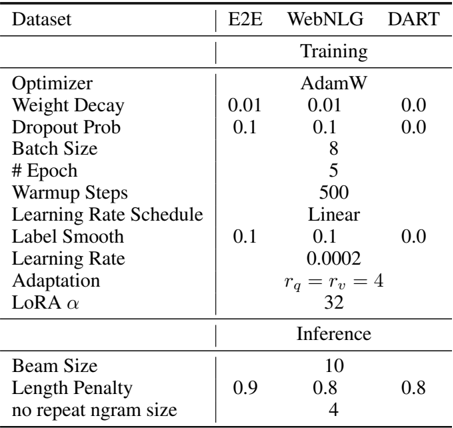 Dataset E2E WebNLG DART
Training
Optimizer AdamW
Weight Decay 0.01 0.01 0.0
Dropout Prob 0.1 0.1 0.0
Batch Size 8
# Epoch 5
Warmup Steps 500
Learning Rate Schedule Linear
Label Smooth 0.1 0.1 0.0
Learning Rate 0.0002
Adaptation r_q = r_v = 4
LoRA α 32
Inference
Beam Size 10
Length Penalty 0.9 0.8 0.8
no repeat ngram size 4